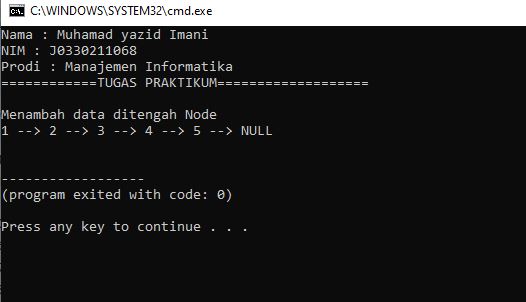 C:\WINDOWS\SYSTEM32\cmd.exe
Nama : Muhamad yazid Imani
NIM : J0330211068
Prodi : Manajemen Informatika
============TUGAS PRAKTIKUM===================
Menambah data ditengah Node
1 --> 2 --> 3 --> 4 --> 5 --> NULL
------------------
(program exited with code: 0)
Press any key to continue . . .